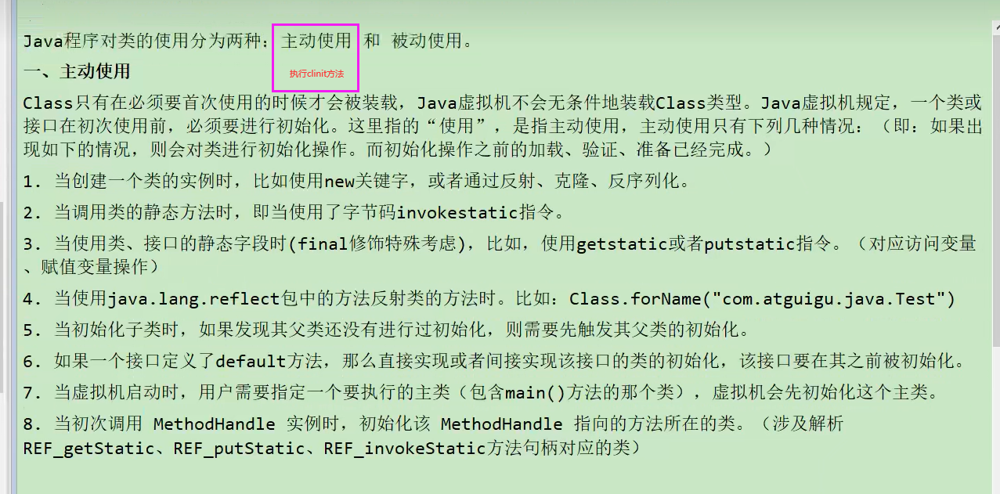 Java程序对类的使用分为两种：主动使用 和 被动使用。
一、主动使用
执行clinit方法
Class只有在必须要首次使用的时候才会被装载，Java虚拟机不会无条件地装载Class类型。Java虚拟机规定，一个类或
接口在初次使用前，必须要进行初始化。这里指的“使用”，是指主动使用，主动使用只有下列几种情况：（即：如果出
现如下的情况，则会对类进行初始化操作。而初始化操作之前的加载、验证、准备已经完成。）
1. 当创建一个类的实例时，比如使用new关键字，或者通过反射、克隆、反序列化。
2. 当调用类的静态方法时，即当使用了字节码invokestatic指令。
3. 当使用类、接口的静态字段时(final修饰特殊考虑)，比如，使用getstatic或者putstatic指令。（对应访问变量
、赋值变量操作）
4. 当使用java.lang.reflect包中的方法反射类的方法时。比如：Class.forName("com.atguigu.java.Test")
5. 当初始化子类时，如果发现其父类还没有进行过初始化，则需要先触发其父类的初始化。
6. 如果一个接口定义了default方法，那么直接实现或者间接实现该接口的类的初始化，该接口要在其之前被初始化。
7. 当虚拟机启动时，用户需要指定一个要执行的主类（包含main()方法的那个类），虚拟机会先初始化这个主类。
8. 当初次调用 MethodHandle 实例时，初始化该 MethodHandle 指向的方法所在的类。（涉及解析
REF_getStatic、REF_putStatic、REF_invokeStatic方法句柄对应的类）